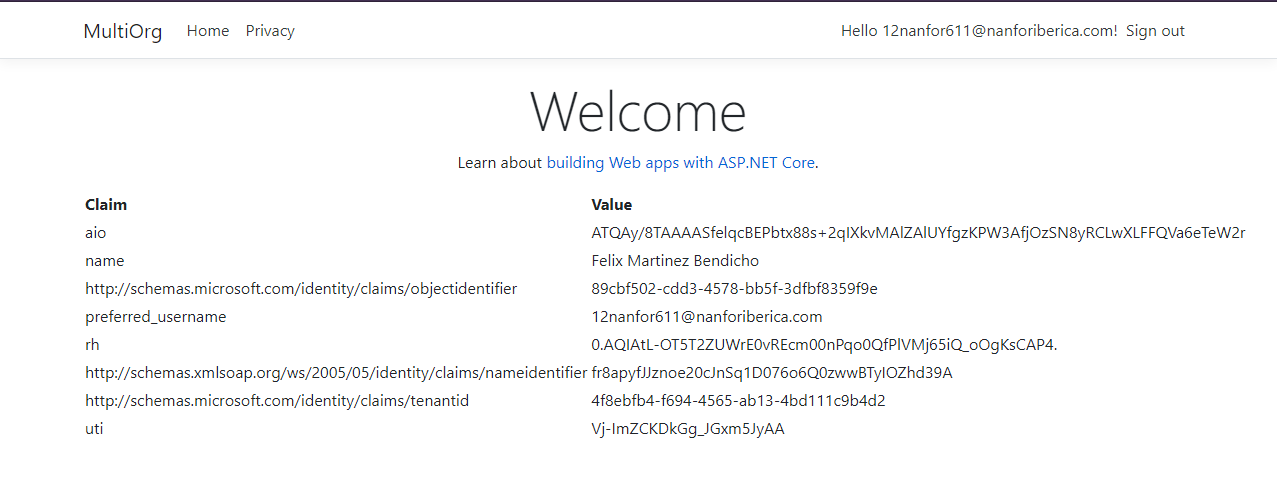 MultiOrg Home Privacy Hello 12nanfor611@nanforiberica.com! Sign out
Welcome
Learn about building Web apps with ASP.NET Core.
Claim Value
aio ATQAy/8TAAAASfelqcBEPbtx88s+2qIXkvMAlZAlUYfgzKPW3AfjOzSN8yRCLwXLFFQVa6eTeW2r
name Felix Martinez Bendicho
http://schemas.microsoft.com/identity/claims/objectidentifier 89cbf502-cdd3-4578-bb5f-3dfbf8359f9e
preferred_username 12nanfor611@nanforiberica.com
rh 0.AQIAtL-OT5T2ZUWrE0vREcm00nPqo0QfPlVMj65iQ_oOgKsCAP4.
http://schemas.xmlsoap.org/ws/2005/05/identity/claims/nameidentifier fr8apyfJJznoe20cJnSq1D076o6Q0zwwBTyIOZhd39A
http://schemas.microsoft.com/identity/claims/tenantid 4f8ebfb4-f694-4565-ab13-4bd111c9b4d2
uti Vj-ImZCKDkGg_JGxm5JyAA